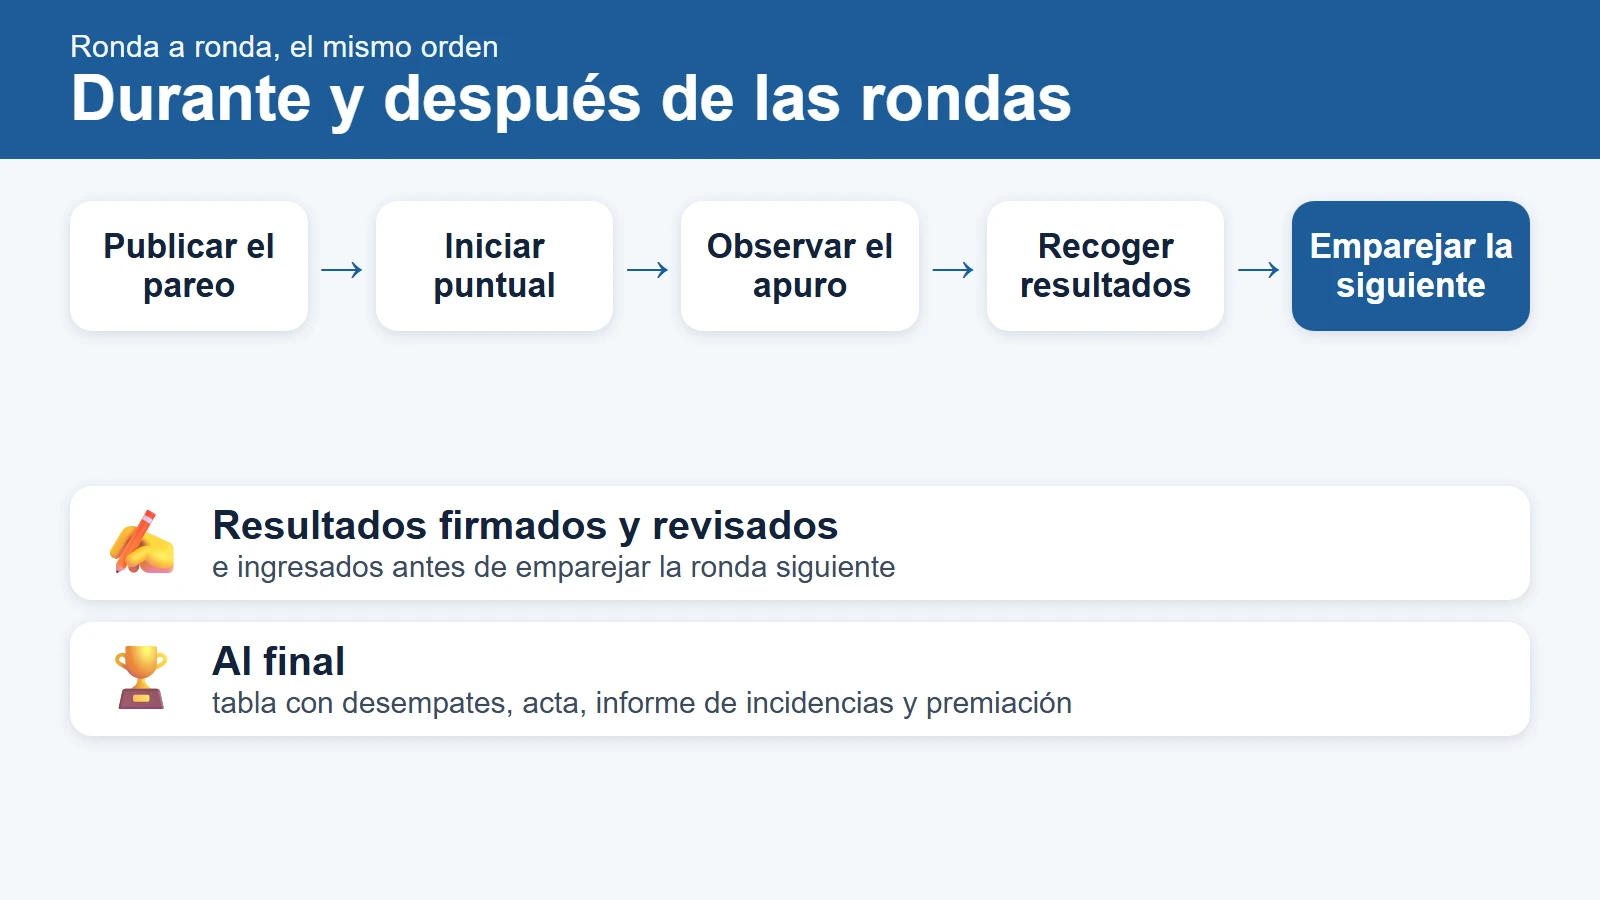 Ronda a ronda, el mismo orden
Durante y después de las rondas
Publicar el
pareo
→
Iniciar
puntual
→
Observar el
apuro
→
Recoger
resultados
→
Emparejar la
siguiente
Resultados firmados y revisados
e ingresados antes de emparejar la ronda siguiente
Al final
tabla con desempates, acta, informe de incidencias y premiación